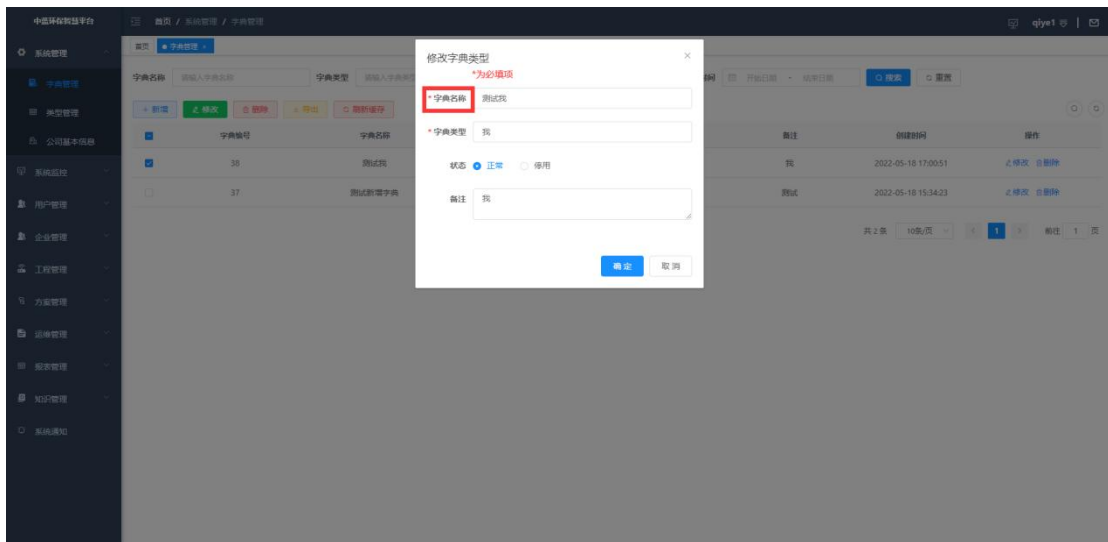 中蓝环保智慧平台
首页 / 系统管理 / 字典管理
qiye1
系统管理
字典管理
类型管理
公司基本信息
系统监控
用户管理
企业管理
工程管理
方案管理
运维管理
报表管理
知识管理
系统通知
首页
字典管理 ×
字典名称 请输入字典名称 字典类型 请输入字典类型 开始日期 - 结束日期 搜索 重置
+ 新增 修改 删除 导出 刷新缓存
字典编号 字典名称 备注 创建时间 操作
38 测试我 我 2022-05-18 17:00:51 修改 删除
37 测试新增字典 测试 2022-05-18 15:34:23 修改 删除
共 2 条 10条/页 < 1 > 前往 1 页
修改字典类型 ×
*为必填项
* 字典名称 测试我
* 字典类型 我
状态 正常 停用
备注 我
确 定 取 消